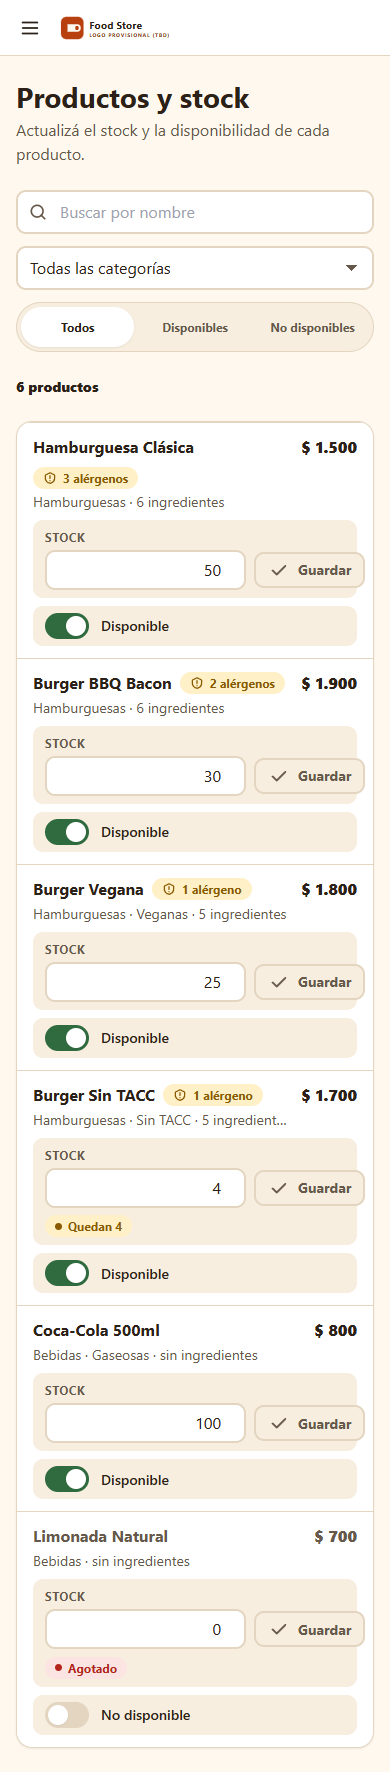 Food Store
LOGO PROVISIONAL (TBD)
Productos y stock
Actualizá el stock y la disponibilidad de cada
producto.
Buscar por nombre
Todas las categorías
Todos Disponibles No disponibles
6 productos
Hamburguesa Clásica $ 1.500
3 alérgenos
Hamburguesas · 6 ingredientes
STOCK
50 Guardar
Disponible
Burger BBQ Bacon 2 alérgenos $ 1.900
Hamburguesas · 6 ingredientes
STOCK
30 Guardar
Disponible
Burger Vegana 1 alérgeno $ 1.800
Hamburguesas · Veganas · 5 ingredientes
STOCK
25 Guardar
Disponible
Burger Sin TACC 1 alérgeno $ 1.700
Hamburguesas · Sin TACC · 5 ingredient...
STOCK
4 Guardar
Quedan 4
Disponible
Coca-Cola 500ml $ 800
Bebidas · Gaseosas · sin ingredientes
STOCK
100 Guardar
Disponible
Limonada Natural $ 700
Bebidas · sin ingredientes
STOCK
0 Guardar
Agotado
No disponible